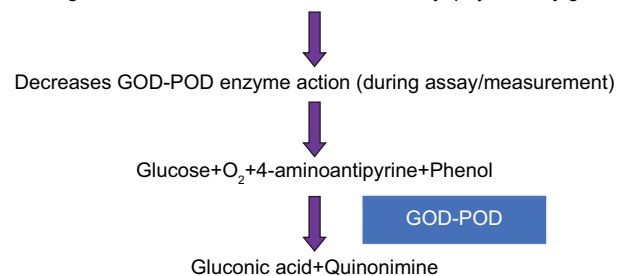 Decreases GOD-POD enzyme action (during assay/measurement)
Glucose+O₂+4-aminoantipyrine+Phenol
GOD-POD
Gluconic acid+Quinonimine